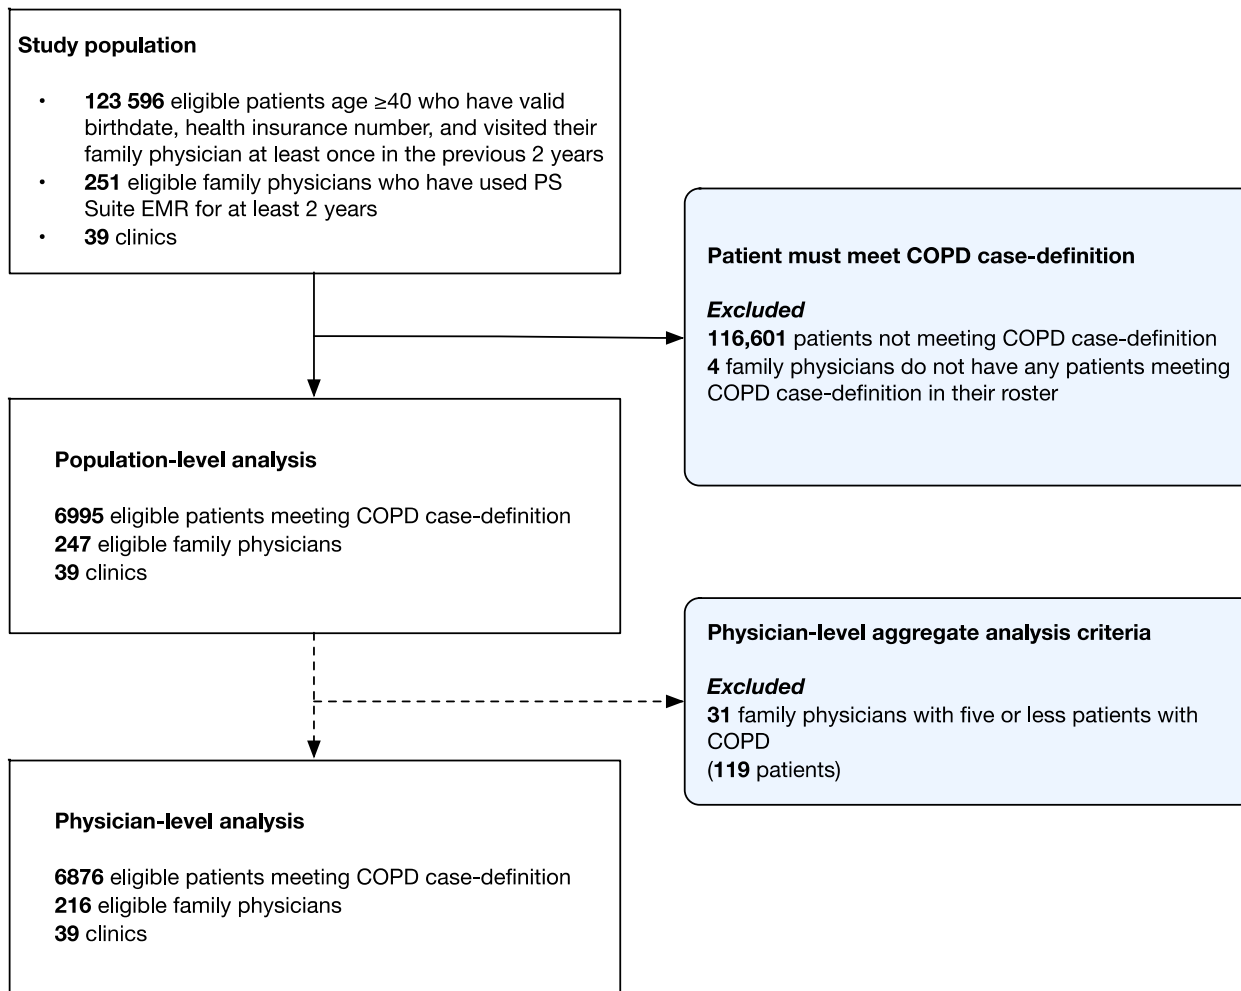 Study population
• 123 596 eligible patients age ≥40 who have valid
birthdate, health insurance number, and visited their
family physician at least once in the previous 2 years
• 251 eligible family physicians who have used PS
Suite EMR for at least 2 years
• 39 clinics
Patient must meet COPD case-definition
Excluded
116,601 patients not meeting COPD case-definition
4 family physicians do not have any patients meeting
COPD case-definition in their roster
Population-level analysis
6995 eligible patients meeting COPD case-definition
247 eligible family physicians
39 clinics
Physician-level aggregate analysis criteria
Excluded
31 family physicians with five or less patients with
COPD
(119 patients)
Physician-level analysis
6876 eligible patients meeting COPD case-definition
216 eligible family physicians
39 clinics